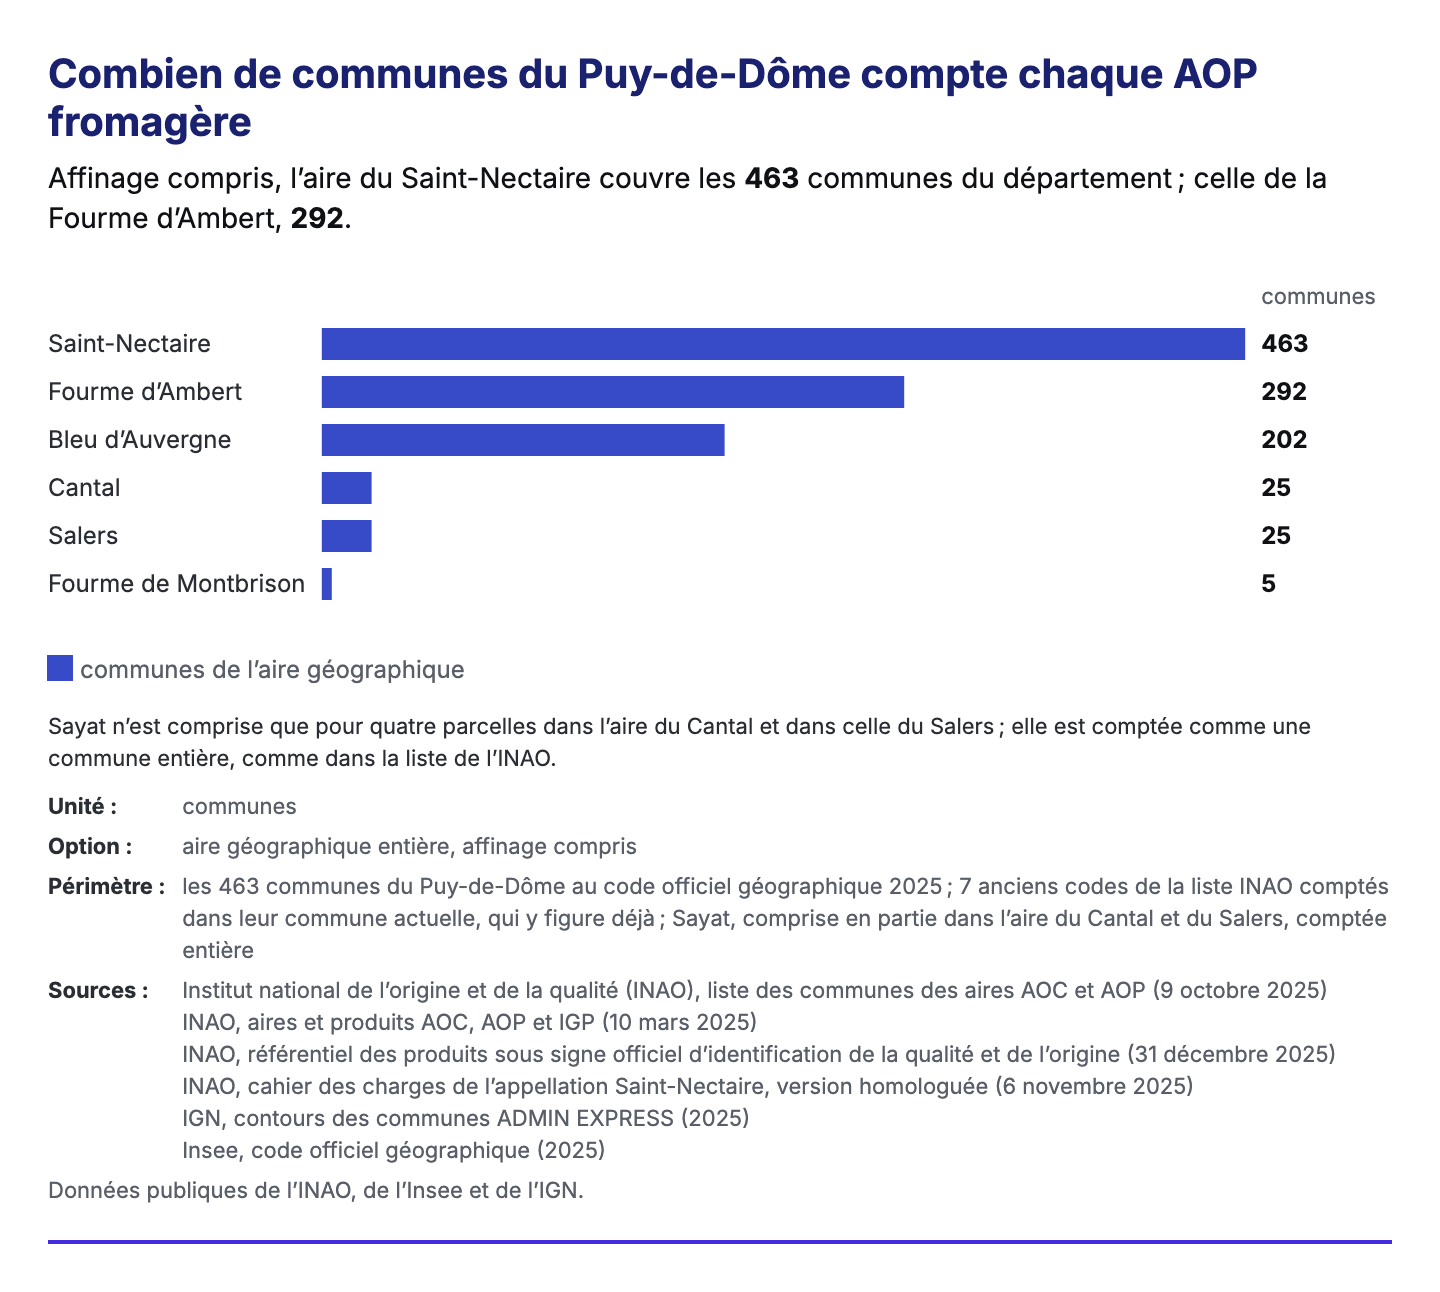 Combien de communes du Puy-de-Dôme compte chaque AOP
fromagère
Affinage compris, l’aire du Saint-Nectaire couvre les 463 communes du département ; celle de la
Fourme d’Ambert, 292.
communes
Saint-Nectaire 463
Fourme d’Ambert 292
Bleu d’Auvergne 202
Cantal 25
Salers 25
Fourme de Montbrison 5
communes de l’aire géographique
Sayat n’est comprise que pour quatre parcelles dans l’aire du Cantal et dans celle du Salers ; elle est comptée comme une
commune entière, comme dans la liste de l’INAO.
Unité : communes
Option : aire géographique entière, affinage compris
Périmètre : les 463 communes du Puy-de-Dôme au code officiel géographique 2025 ; 7 anciens codes de la liste INAO comptés
dans leur commune actuelle, qui y figure déjà ; Sayat, comprise en partie dans l’aire du Cantal et du Salers, comptée
entière
Sources : Institut national de l’origine et de la qualité (INAO), liste des communes des aires AOC et AOP (9 octobre 2025)
INAO, aires et produits AOC, AOP et IGP (10 mars 2025)
INAO, référentiel des produits sous signe officiel d’identification de la qualité et de l’origine (31 décembre 2025)
INAO, cahier des charges de l’appellation Saint-Nectaire, version homologuée (6 novembre 2025)
IGN, contours des communes ADMIN EXPRESS (2025)
Insee, code officiel géographique (2025)
Données publiques de l’INAO, de l’Insee et de l’IGN.